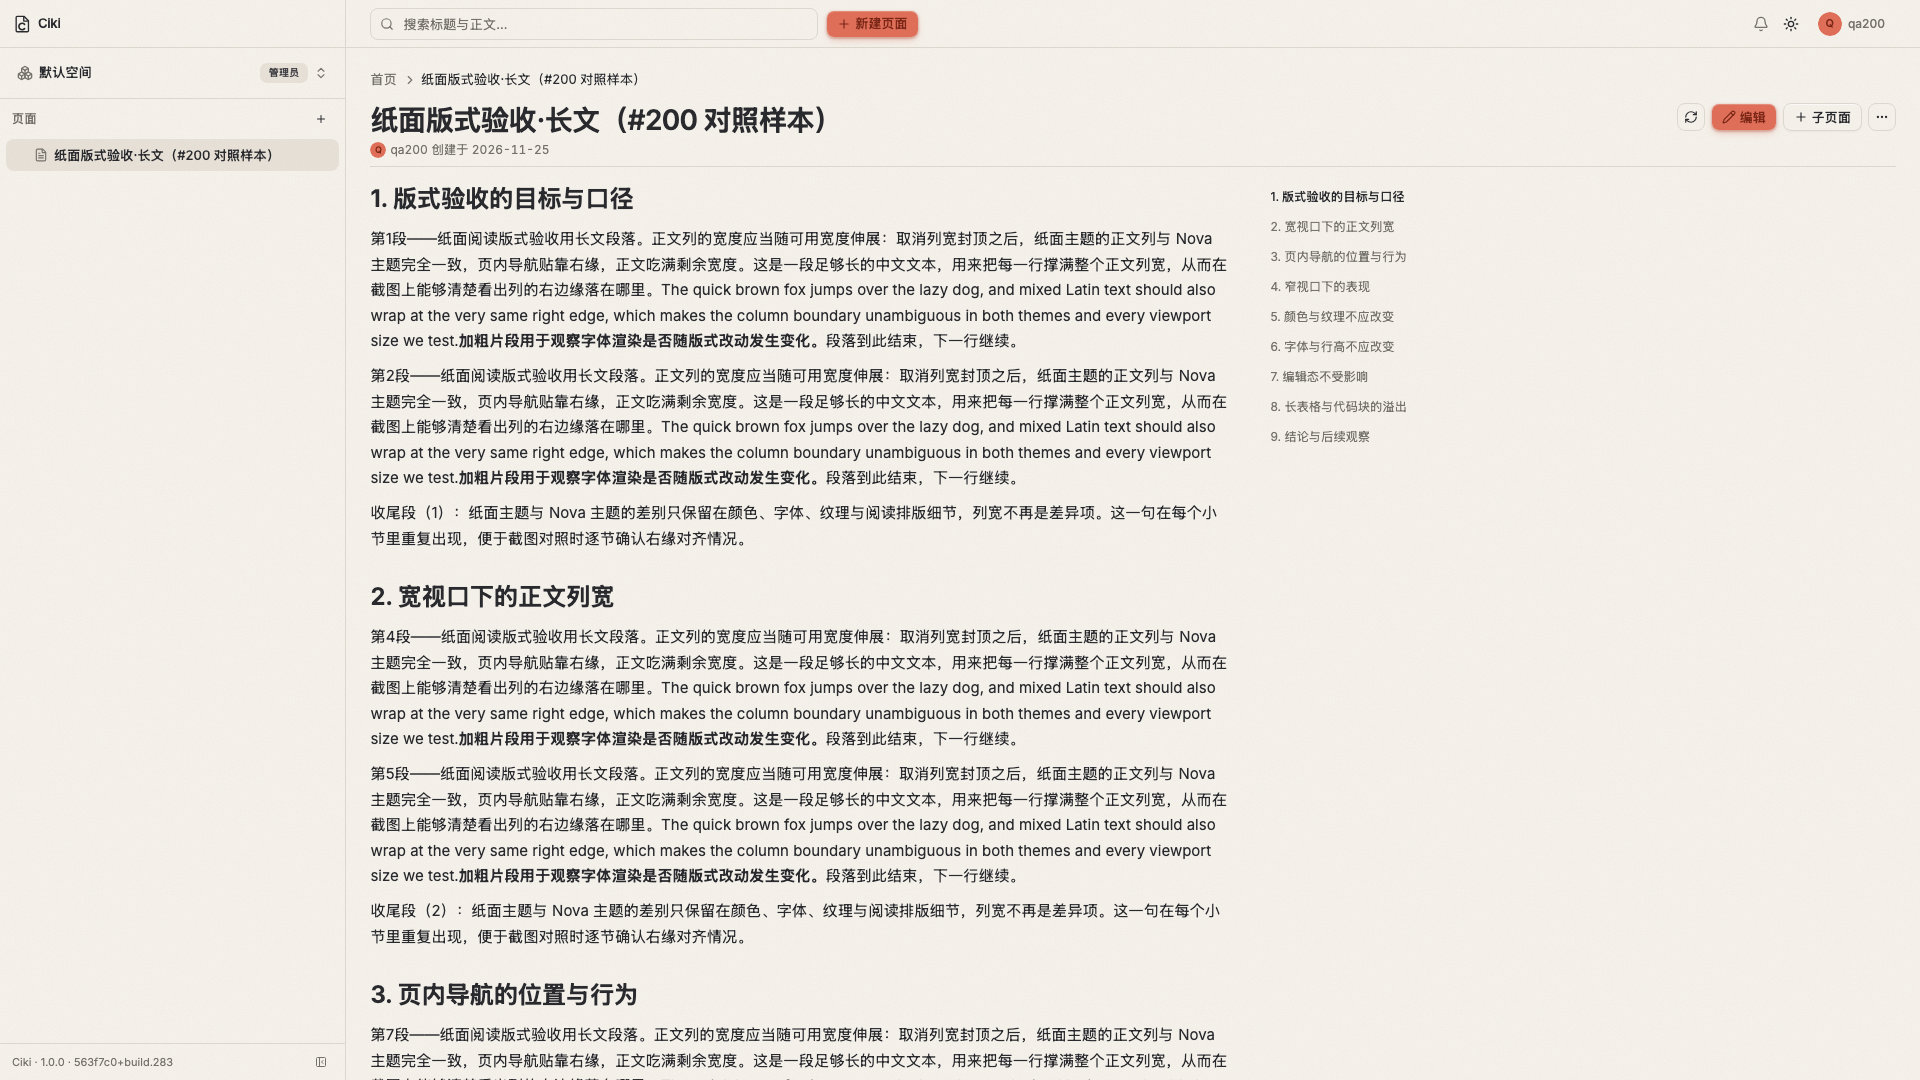 Ciki
搜索标题与正文...
新建页面
Q
qa200
默认空间
管理员
页面
纸面版式验收·长文（#200 对照样本）
首页
纸面版式验收·长文（#200 对照样本）
纸面版式验收·长文（#200 对照样本）
编辑
子页面
Q
qa200 创建于 2026-11-25
1. 版式验收的目标与口径
第1段——纸面阅读版式验收用长文段落。正文列的宽度应当随可用宽度伸展：取消列宽封顶之后，纸面主题的正文列与 Nova
主题完全一致，页内导航贴靠右缘，正文吃满剩余宽度。这是一段足够长的中文文本，用来把每一行撑满整个正文列宽，从而在
截图上能够清楚看出列的右边缘落在哪里。The quick brown fox jumps over the lazy dog, and mixed Latin text should also
wrap at the very same right edge, which makes the column boundary unambiguous in both themes and every viewport
size we test.加粗片段用于观察字体渲染是否随版式改动发生变化。段落到此结束，下一行继续。
第2段——纸面阅读版式验收用长文段落。正文列的宽度应当随可用宽度伸展：取消列宽封顶之后，纸面主题的正文列与 Nova
主题完全一致，页内导航贴靠右缘，正文吃满剩余宽度。这是一段足够长的中文文本，用来把每一行撑满整个正文列宽，从而在
截图上能够清楚看出列的右边缘落在哪里。The quick brown fox jumps over the lazy dog, and mixed Latin text should also
wrap at the very same right edge, which makes the column boundary unambiguous in both themes and every viewport
size we test.加粗片段用于观察字体渲染是否随版式改动发生变化。段落到此结束，下一行继续。
收尾段（1）：纸面主题与 Nova 主题的差别只保留在颜色、字体、纹理与阅读排版细节，列宽不再是差异项。这一句在每个小
节里重复出现，便于截图对照时逐节确认右缘对齐情况。
2. 宽视口下的正文列宽
第4段——纸面阅读版式验收用长文段落。正文列的宽度应当随可用宽度伸展：取消列宽封顶之后，纸面主题的正文列与 Nova
主题完全一致，页内导航贴靠右缘，正文吃满剩余宽度。这是一段足够长的中文文本，用来把每一行撑满整个正文列宽，从而在
截图上能够清楚看出列的右边缘落在哪里。The quick brown fox jumps over the lazy dog, and mixed Latin text should also
wrap at the very same right edge, which makes the column boundary unambiguous in both themes and every viewport
size we test.加粗片段用于观察字体渲染是否随版式改动发生变化。段落到此结束，下一行继续。
第5段——纸面阅读版式验收用长文段落。正文列的宽度应当随可用宽度伸展：取消列宽封顶之后，纸面主题的正文列与 Nova
主题完全一致，页内导航贴靠右缘，正文吃满剩余宽度。这是一段足够长的中文文本，用来把每一行撑满整个正文列宽，从而在
截图上能够清楚看出列的右边缘落在哪里。The quick brown fox jumps over the lazy dog, and mixed Latin text should also
wrap at the very same right edge, which makes the column boundary unambiguous in both themes and every viewport
size we test.加粗片段用于观察字体渲染是否随版式改动发生变化。段落到此结束，下一行继续。
收尾段（2）：纸面主题与 Nova 主题的差别只保留在颜色、字体、纹理与阅读排版细节，列宽不再是差异项。这一句在每个小
节里重复出现，便于截图对照时逐节确认右缘对齐情况。
3. 页内导航的位置与行为
第7段——纸面阅读版式验收用长文段落。正文列的宽度应当随可用宽度伸展：取消列宽封顶之后，纸面主题的正文列与 Nova
主题完全一致，页内导航贴靠右缘，正文吃满剩余宽度。这是一段足够长的中文文本，用来把每一行撑满整个正文列宽，从而在
1. 版式验收的目标与口径
2. 宽视口下的正文列宽
3. 页内导航的位置与行为
4. 窄视口下的表现
5. 颜色与纹理不应改变
6. 字体与行高不应改变
7. 编辑态不受影响
8. 长表格与代码块的溢出
9. 结论与后续观察
Ciki · 1.0.0 · 563f7c0+build.283